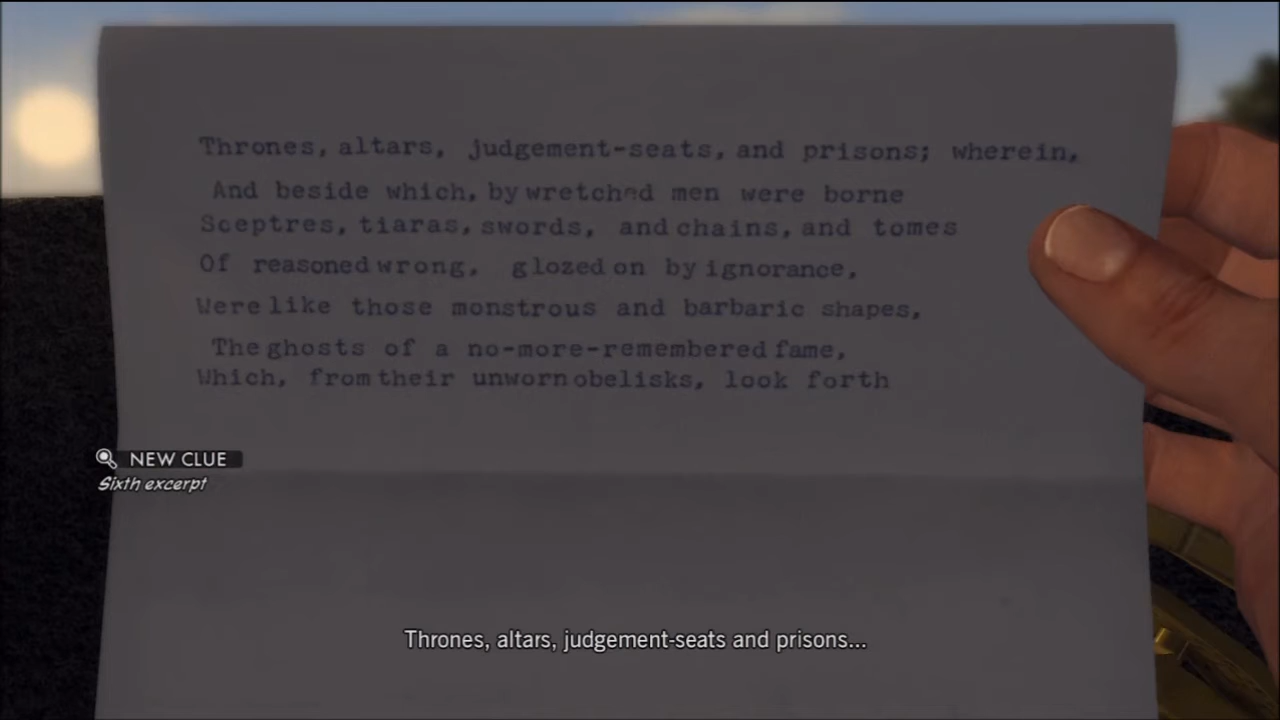 Thrones, altars, judgement-seats, and prisons; wherein,
And beside which, by wretched men were borne
Sceptres, tiaras, swords, and chains, and tomes
Of reasoned wrong, glozed on by ignorance,
Were like those monstrous and barbaric shapes,
The ghosts of a no-more-remembered fame,
Which, from their unworn obelisks, look forth
NEW CLUE
Sixth excerpt
Thrones, altars, judgement-seats and prisons...